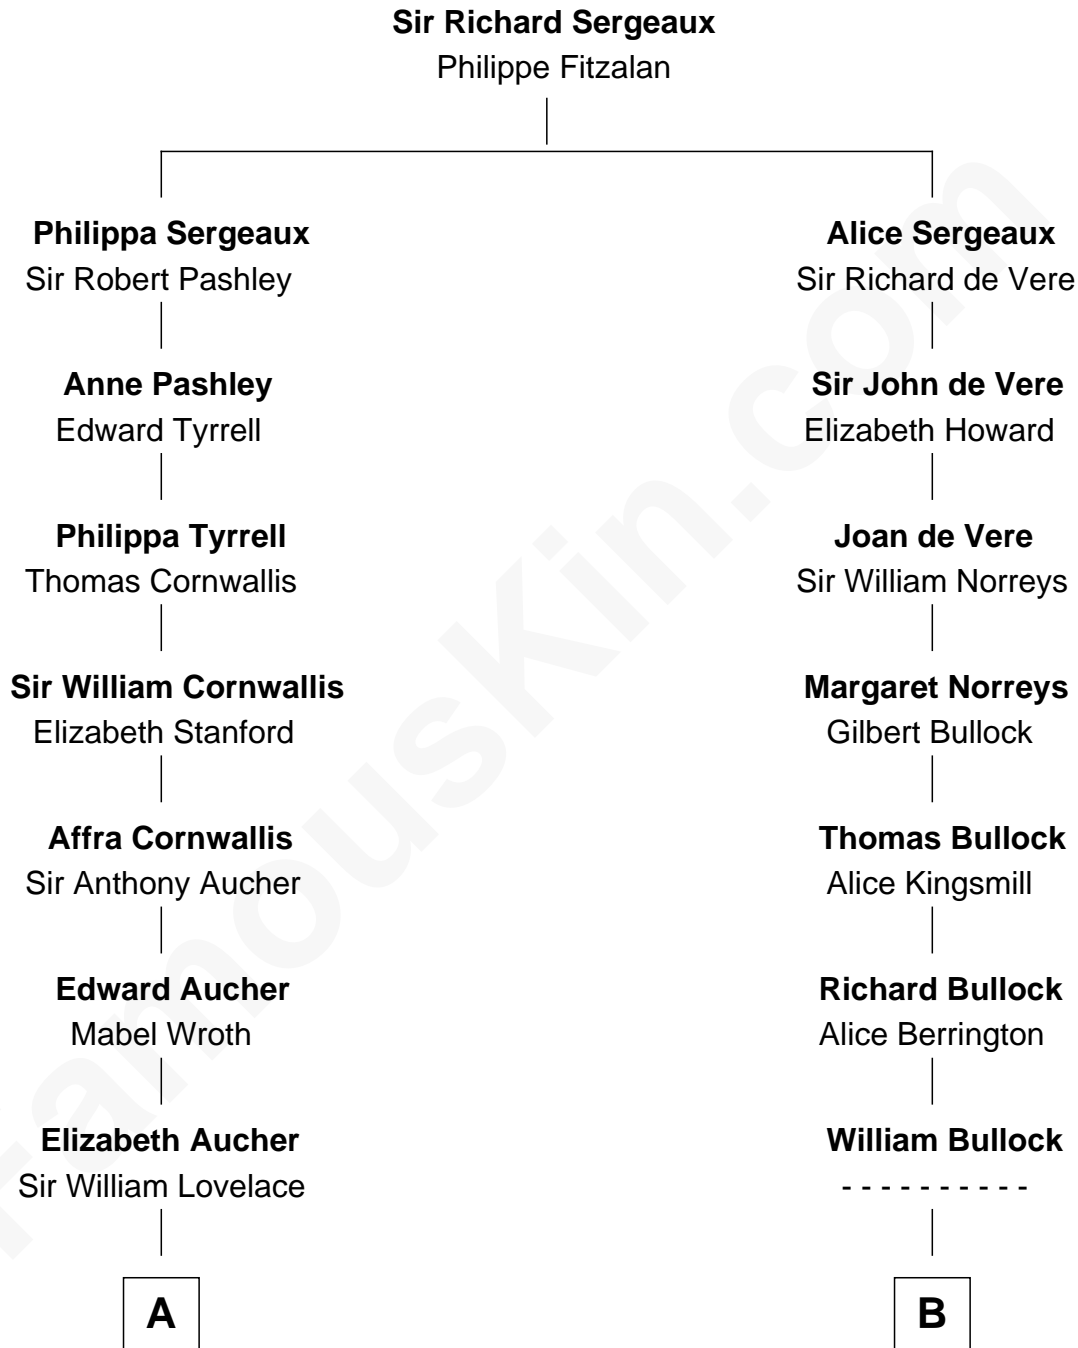 Sir Richard Sergeaux
Philippe Fitzalan
Philippa Sergeaux
Sir Robert Pashley
Alice Sergeaux
Sir Richard de Vere
Anne Pashley
Edward Tyrrell
Sir John de Vere
Elizabeth Howard
Philippa Tyrrell
Thomas Cornwallis
Joan de Vere
Sir William Norreys
Sir William Cornwallis
Elizabeth Stanford
Margaret Norreys
Gilbert Bullock
Affra Cornwallis
Sir Anthony Aucher
Thomas Bullock
Alice Kingsmill
Edward Aucher
Mabel Wroth
Richard Bullock
Alice Berrington
Elizabeth Aucher
Sir William Lovelace
William Bullock
- - - - - - - - - -
A
B
FamousKin.com